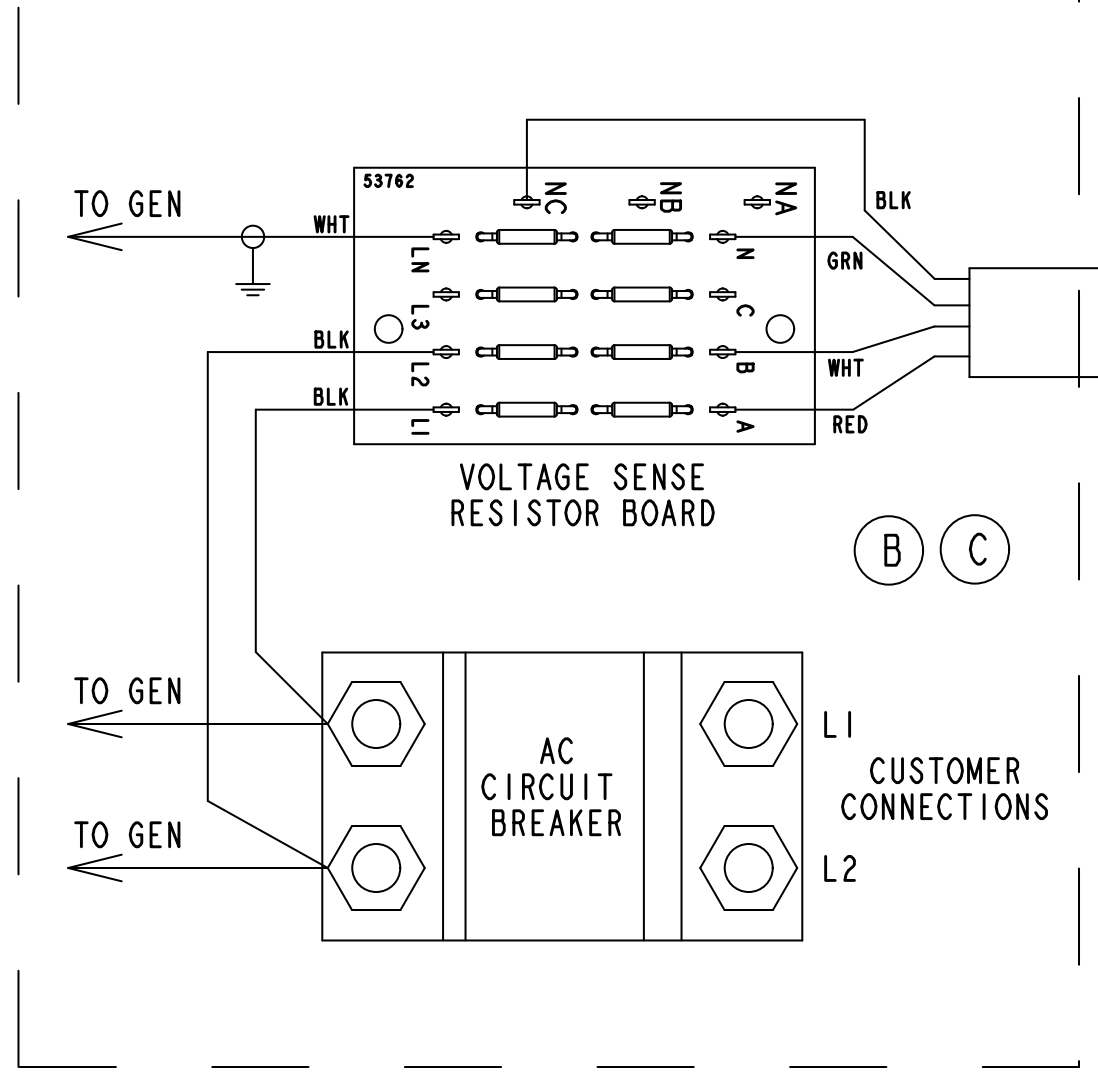 53762
NC
NB
NA
BLK
TO GEN
WHT
LN
N
GRN
L3
C
BLK
L2
B
WHT
BLK
L1
A
RED
VOLTAGE SENSE
RESISTOR BOARD
B
C
TO GEN
L1
AC
CIRCUIT
BREAKER
CUSTOMER
CONNECTIONS
TO GEN
L2